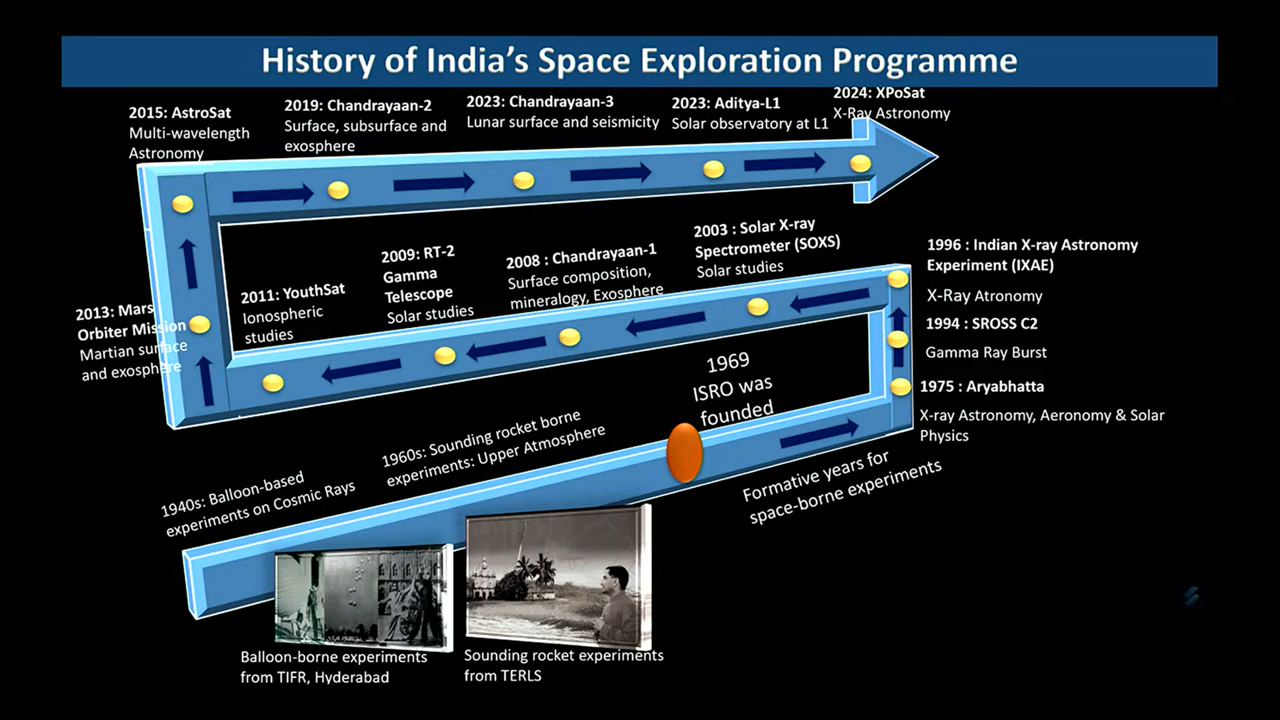 History of India's Space Exploration Programme
2015: AstroSat
Multi-wavelength
Astronomy
2019: Chandrayaan-2
Surface, subsurface and
exosphere
2023: Chandrayaan-3
Lunar surface and seismicity
2023: Aditya-L1
Solar observatory at L1
2024: XPoSat
X-Ray Astronomy
2013: Mars
Orbiter Mission
Martian surface
and exosphere
2011: YouthSat
Ionospheric
studies
2009: RT-2
Gamma
Telescope
Solar studies
2008 : Chandrayaan-1
Surface composition,
mineralogy, Exosphere
2003 : Solar X-ray
Spectrometer (SOXS)
Solar studies
1996 : Indian X-ray Astronomy
Experiment (IXAE)
X-Ray Atronomy
1994 : SROSS C2
Gamma Ray Burst
1975 : Aryabhatta
X-ray Astronomy, Aeronomy & Solar
Physics
1940s: Balloon-based
experiments on Cosmic Rays
1960s: Sounding rocket borne
experiments: Upper Atmosphere
1969
ISRO was
founded
Formative years for
space-borne experiments
Balloon-borne experiments
from TIFR, Hyderabad
Sounding rocket experiments
from TERLS